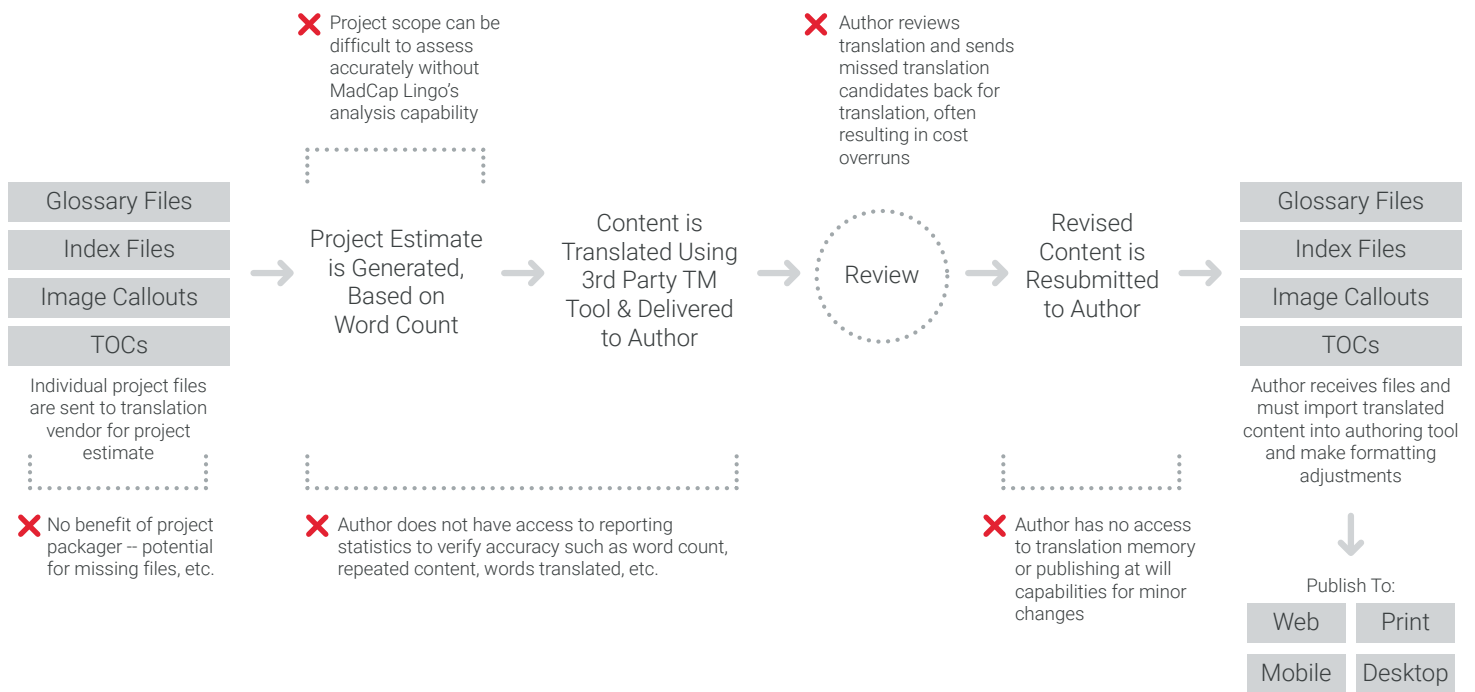 Project scope can be
difficult to assess
accurately without
MadCap Lingo's
analysis capability
Author reviews
translation and sends
missed translation
candidates back for
translation, often
resulting in cost
overruns
Glossary Files
Index Files
Image Callouts
TOCs
Individual project files
are sent to translation
vendor for project
estimate
No benefit of project
packager -- potential
for missing files, etc.
Project Estimate
is Generated,
Based on
Word Count
Content is
Translated Using
3rd Party TM
Tool & Delivered
to Author
Author does not have access to reporting
statistics to verify accuracy such as word count,
repeated content, words translated, etc.
Review
Revised
Content is
Resubmitted
to Author
Author has no access
to translation memory
or publishing at will
capabilities for minor
changes
Glossary Files
Index Files
Image Callouts
TOCs
Author receives files and
must import translated
content into authoring tool
and make formatting
adjustments
Publish To:
Web
Print
Mobile
Desktop